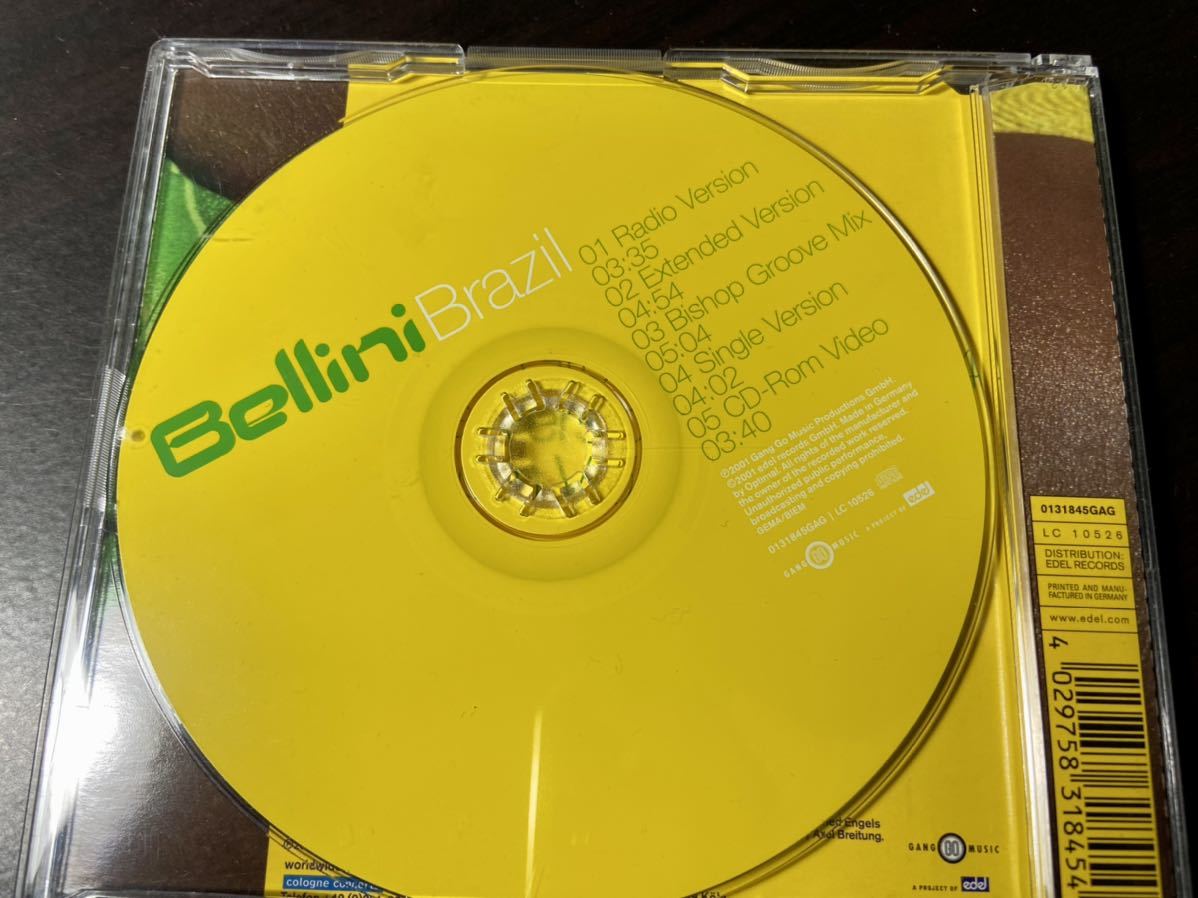 Bellini Brazil
01 Radio Version
03:35
02 Extended Version
04:54
03 Bishop Groove Mix
05:04
04 Single Version
04:02
05 CD-Rom Video
03:40
℗2001 Gang Go Music Productions GmbH.
©2001 edel records GmbH. Made in Germany
by Optimal. All rights of the manufacturer and
the owner of the recorded work reserved.
Unauthorized public performance,
broadcasting and copying prohibited.
GEMA/BIEM
0131845GAG | LC 10526
GANG GO MUSIC A PROJECT OF edel
0131845GAG
LC 10526
DISTRIBUTION:
EDEL RECORDS
PRINTED AND MANU-
FACTURED IN GERMANY
www.edel.com
4 029758 318454
Engels
Axel Breitung.
worldwide
cologne
GANG GO MUSIC
A PROJECT OF edel